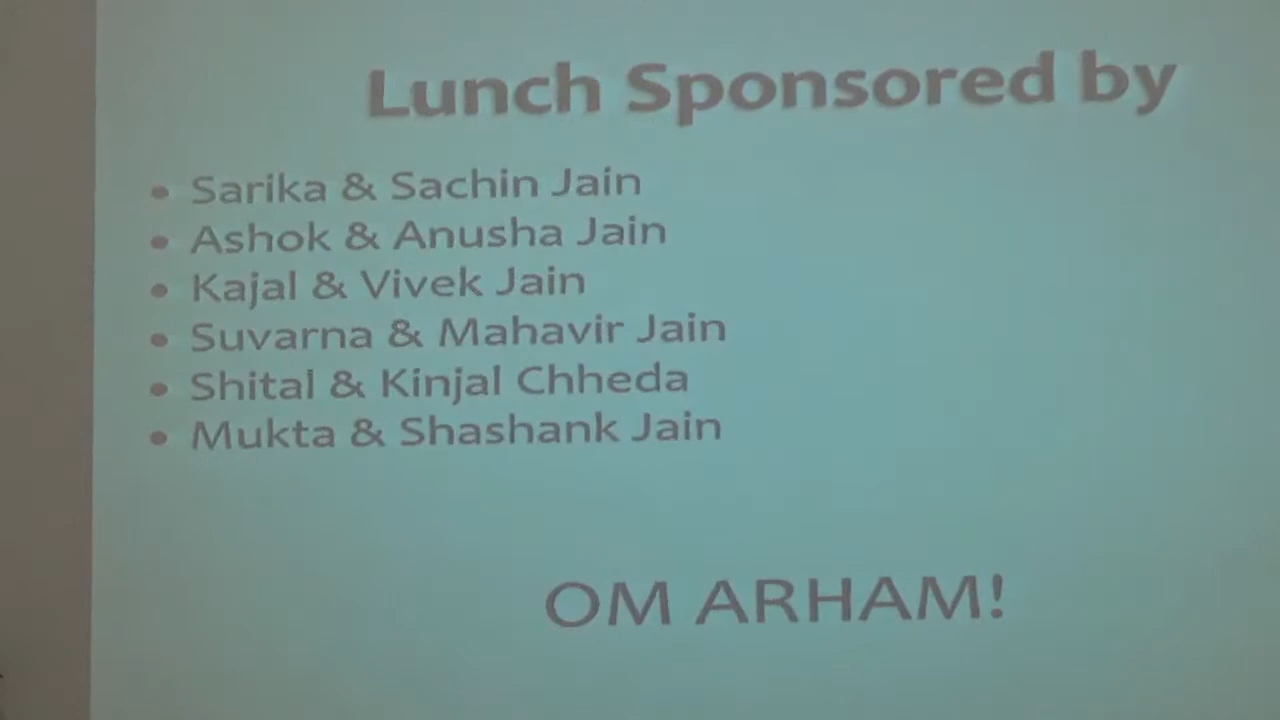 Lunch Sponsored by
• Sarika & Sachin Jain
• Ashok & Anusha Jain
• Kajal & Vivek Jain
• Suvarna & Mahavir Jain
• Shital & Kinjal Chheda
• Mukta & Shashank Jain
OM ARHAM!